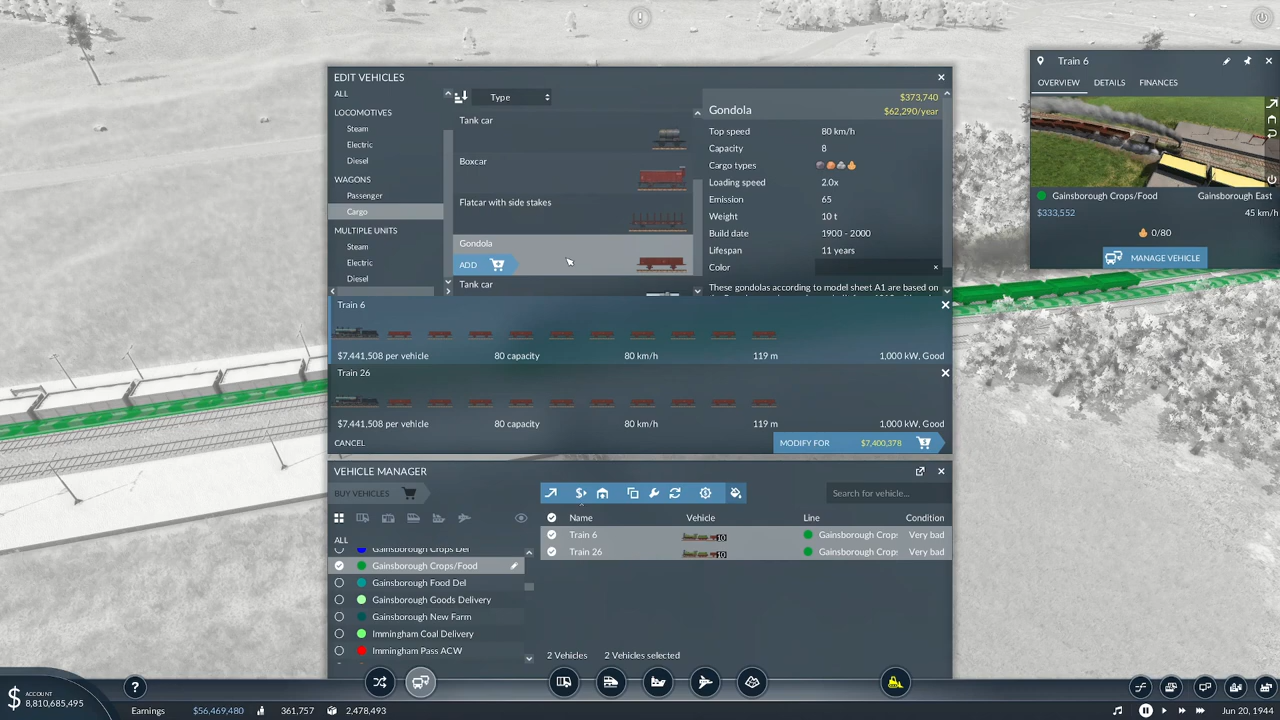 EDIT VEHICLES
ALL
LOCOMOTIVES
Steam
Electric
Diesel
WAGONS
Passenger
Cargo
MULTIPLE UNITS
Steam
Electric
Diesel
Type
Tank car
Boxcar
Flatcar with side stakes
Gondola
ADD
Tank car
$373,740
Gondola
$62,290/year
Top speed 80 km/h
Capacity 8
Cargo types
Loading speed 2.0x
Emission 65
Weight 10 t
Build date 1900 - 2000
Lifespan 11 years
Color
These gondolas according to model sheet A1 are based on
Train 6
$7,441,508 per vehicle 80 capacity 80 km/h 119 m 1,000 kW, Good
Train 26
$7,441,508 per vehicle 80 capacity 80 km/h 119 m 1,000 kW, Good
CANCEL
MODIFY FOR $7,400,378
VEHICLE MANAGER
BUY VEHICLES
Search for vehicle...
ALL
Name Vehicle Line Condition
Train 6 10 Gainsborough Crop: Very bad
Train 26 10 Gainsborough Crop: Very bad
Gainsborough Crops Del
Gainsborough Crops/Food
Gainsborough Food Del
Gainsborough Goods Delivery
Gainsborough New Farm
Immingham Coal Delivery
Immingham Pass ACW
2 Vehicles 2 Vehicles selected
Train 6
OVERVIEW DETAILS FINANCES
Gainsborough Crops/Food Gainsborough East
$333,552 45 km/h
0/80
MANAGE VEHICLE
$ ACCOUNT
8,810,685,495
?
Earnings $56,469,480 361,757 2,478,493
Jun 20, 1944